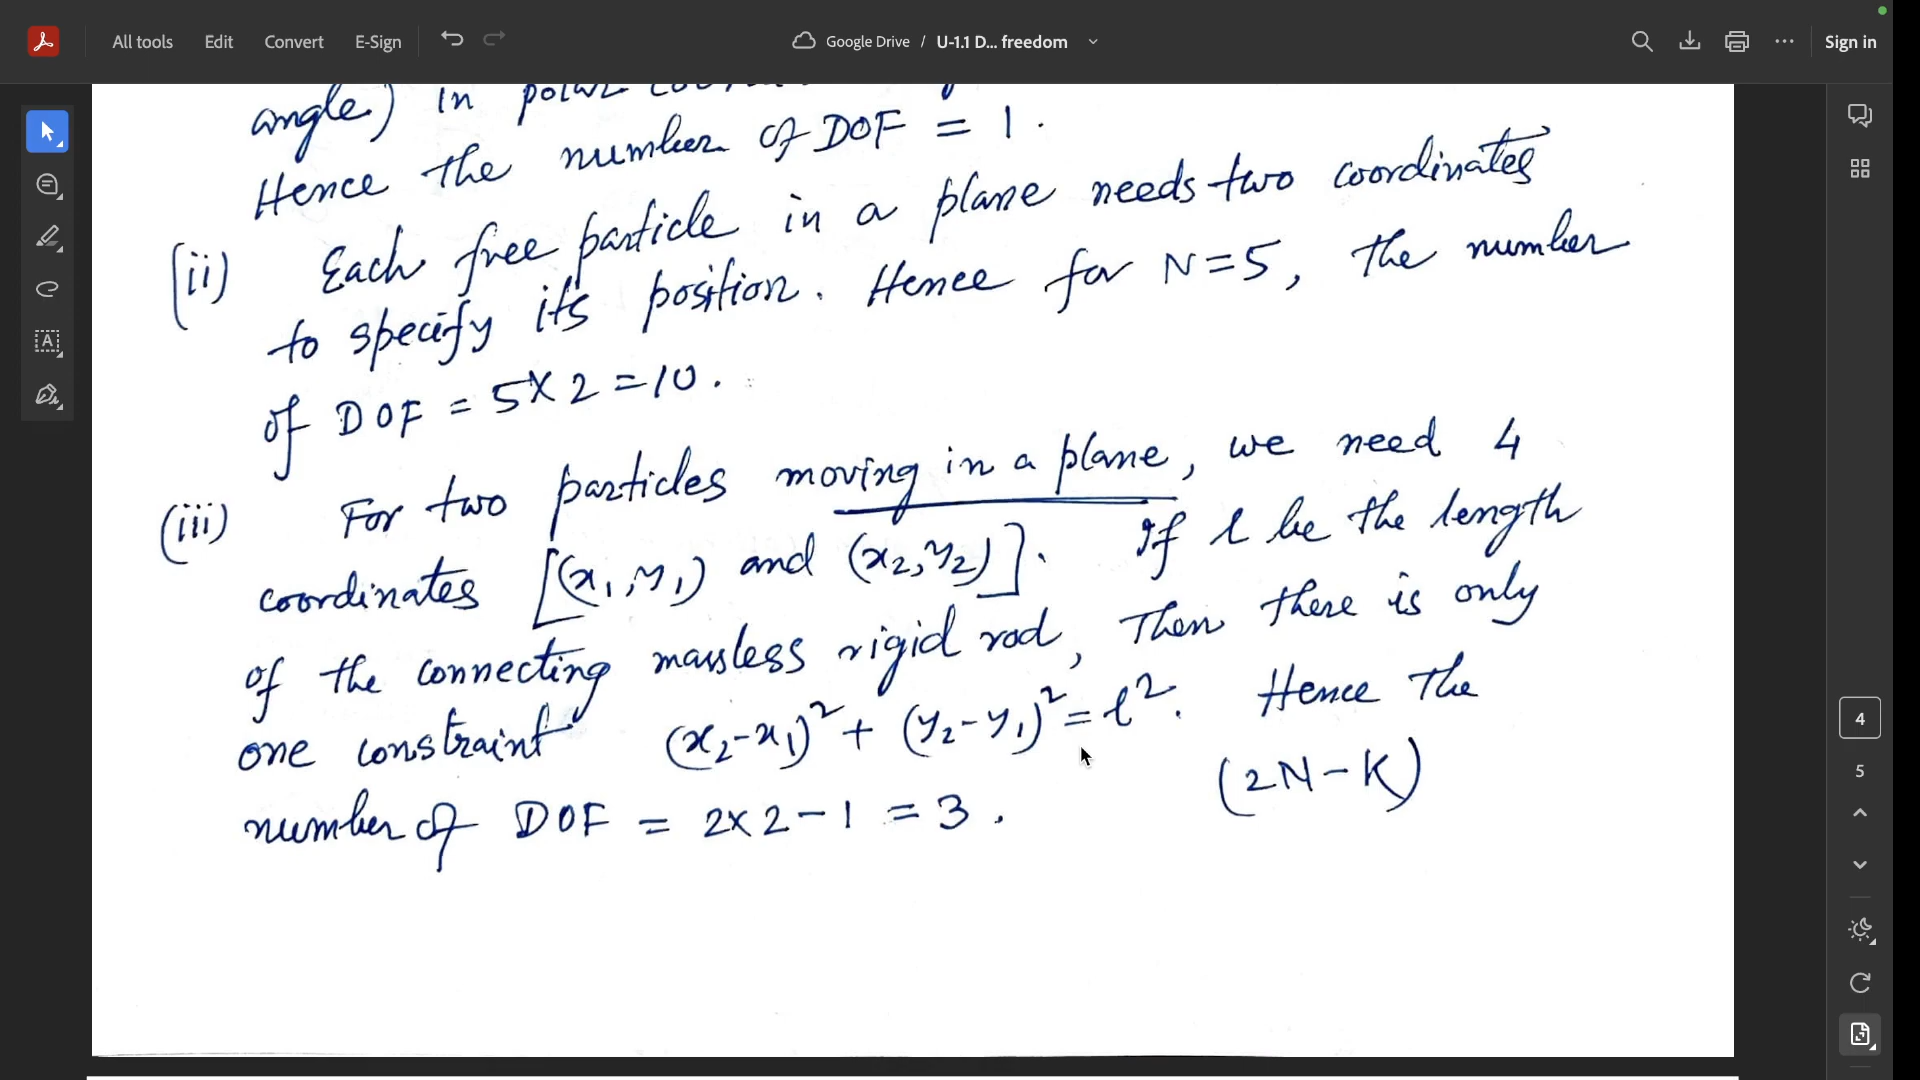 All tools Edit Convert E-Sign Google Drive / U-1.1 D... freedom Sign in
angle) in polar
Hence the number of DOF = 1.
(ii) Each free particle in a plane needs two coordinates
to specify its position. Hence for N=5, the number
of DOF = 5×2=10.
(iii) For two particles moving in a plane, we need 4
coordinates [(x₁,y₁) and (x₂,y₂)]. If l be the length
of the connecting massless rigid rod, Then there is only
one constraint (x₂-x₁)²+(y₂-y₁)²=l². Hence The
number of DOF = 2×2-1=3. (2N-K)
4
5